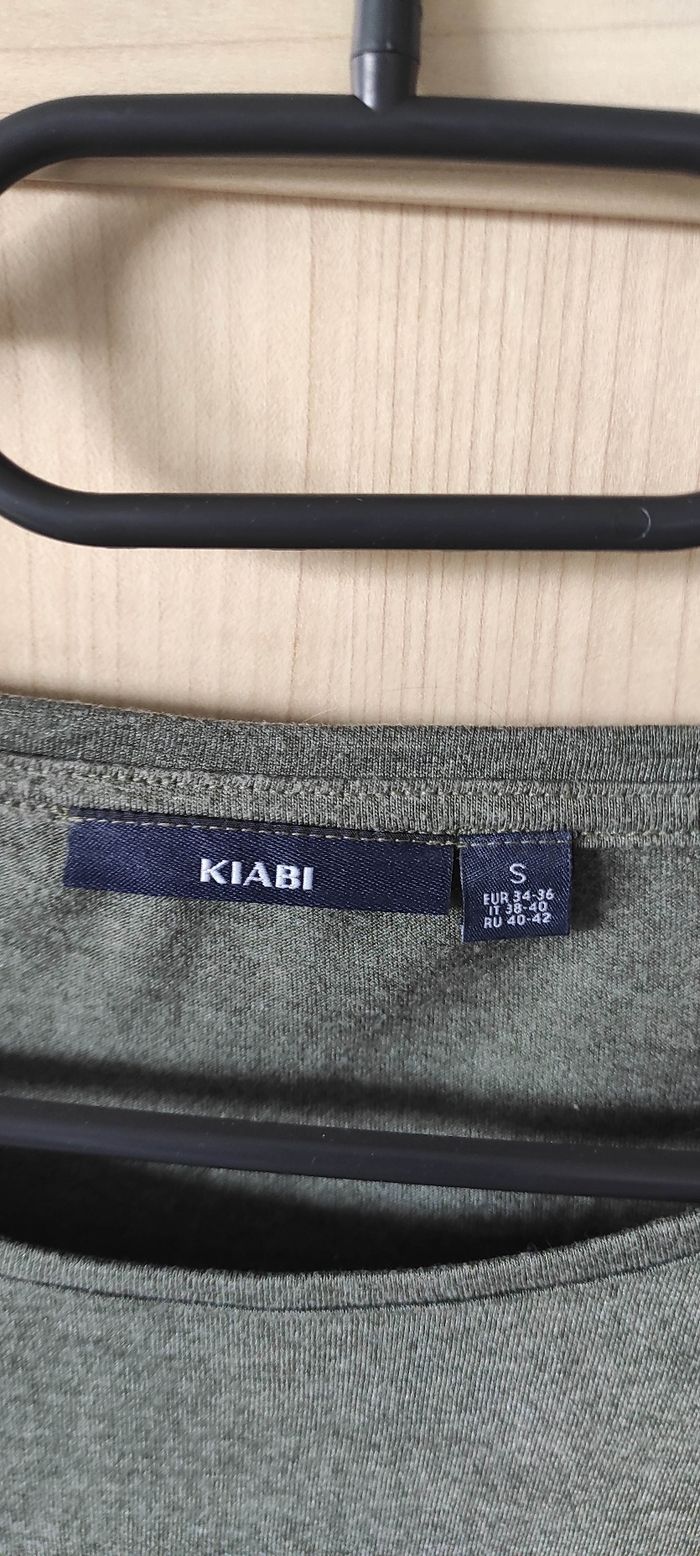 KIABI
S
EUR 34-36
IT 38-40
RU 40-42